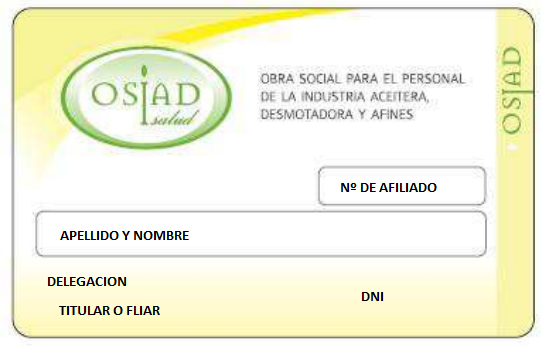 OSIAD
salud
OBRA SOCIAL PARA EL PERSONAL
DE LA INDUSTRIA ACEITERA,
DESMOTADORA Y AFINES
OSIAD
Nº DE AFILIADO
APELLIDO Y NOMBRE
DELEGACION
DNI
TITULAR O FLIAR